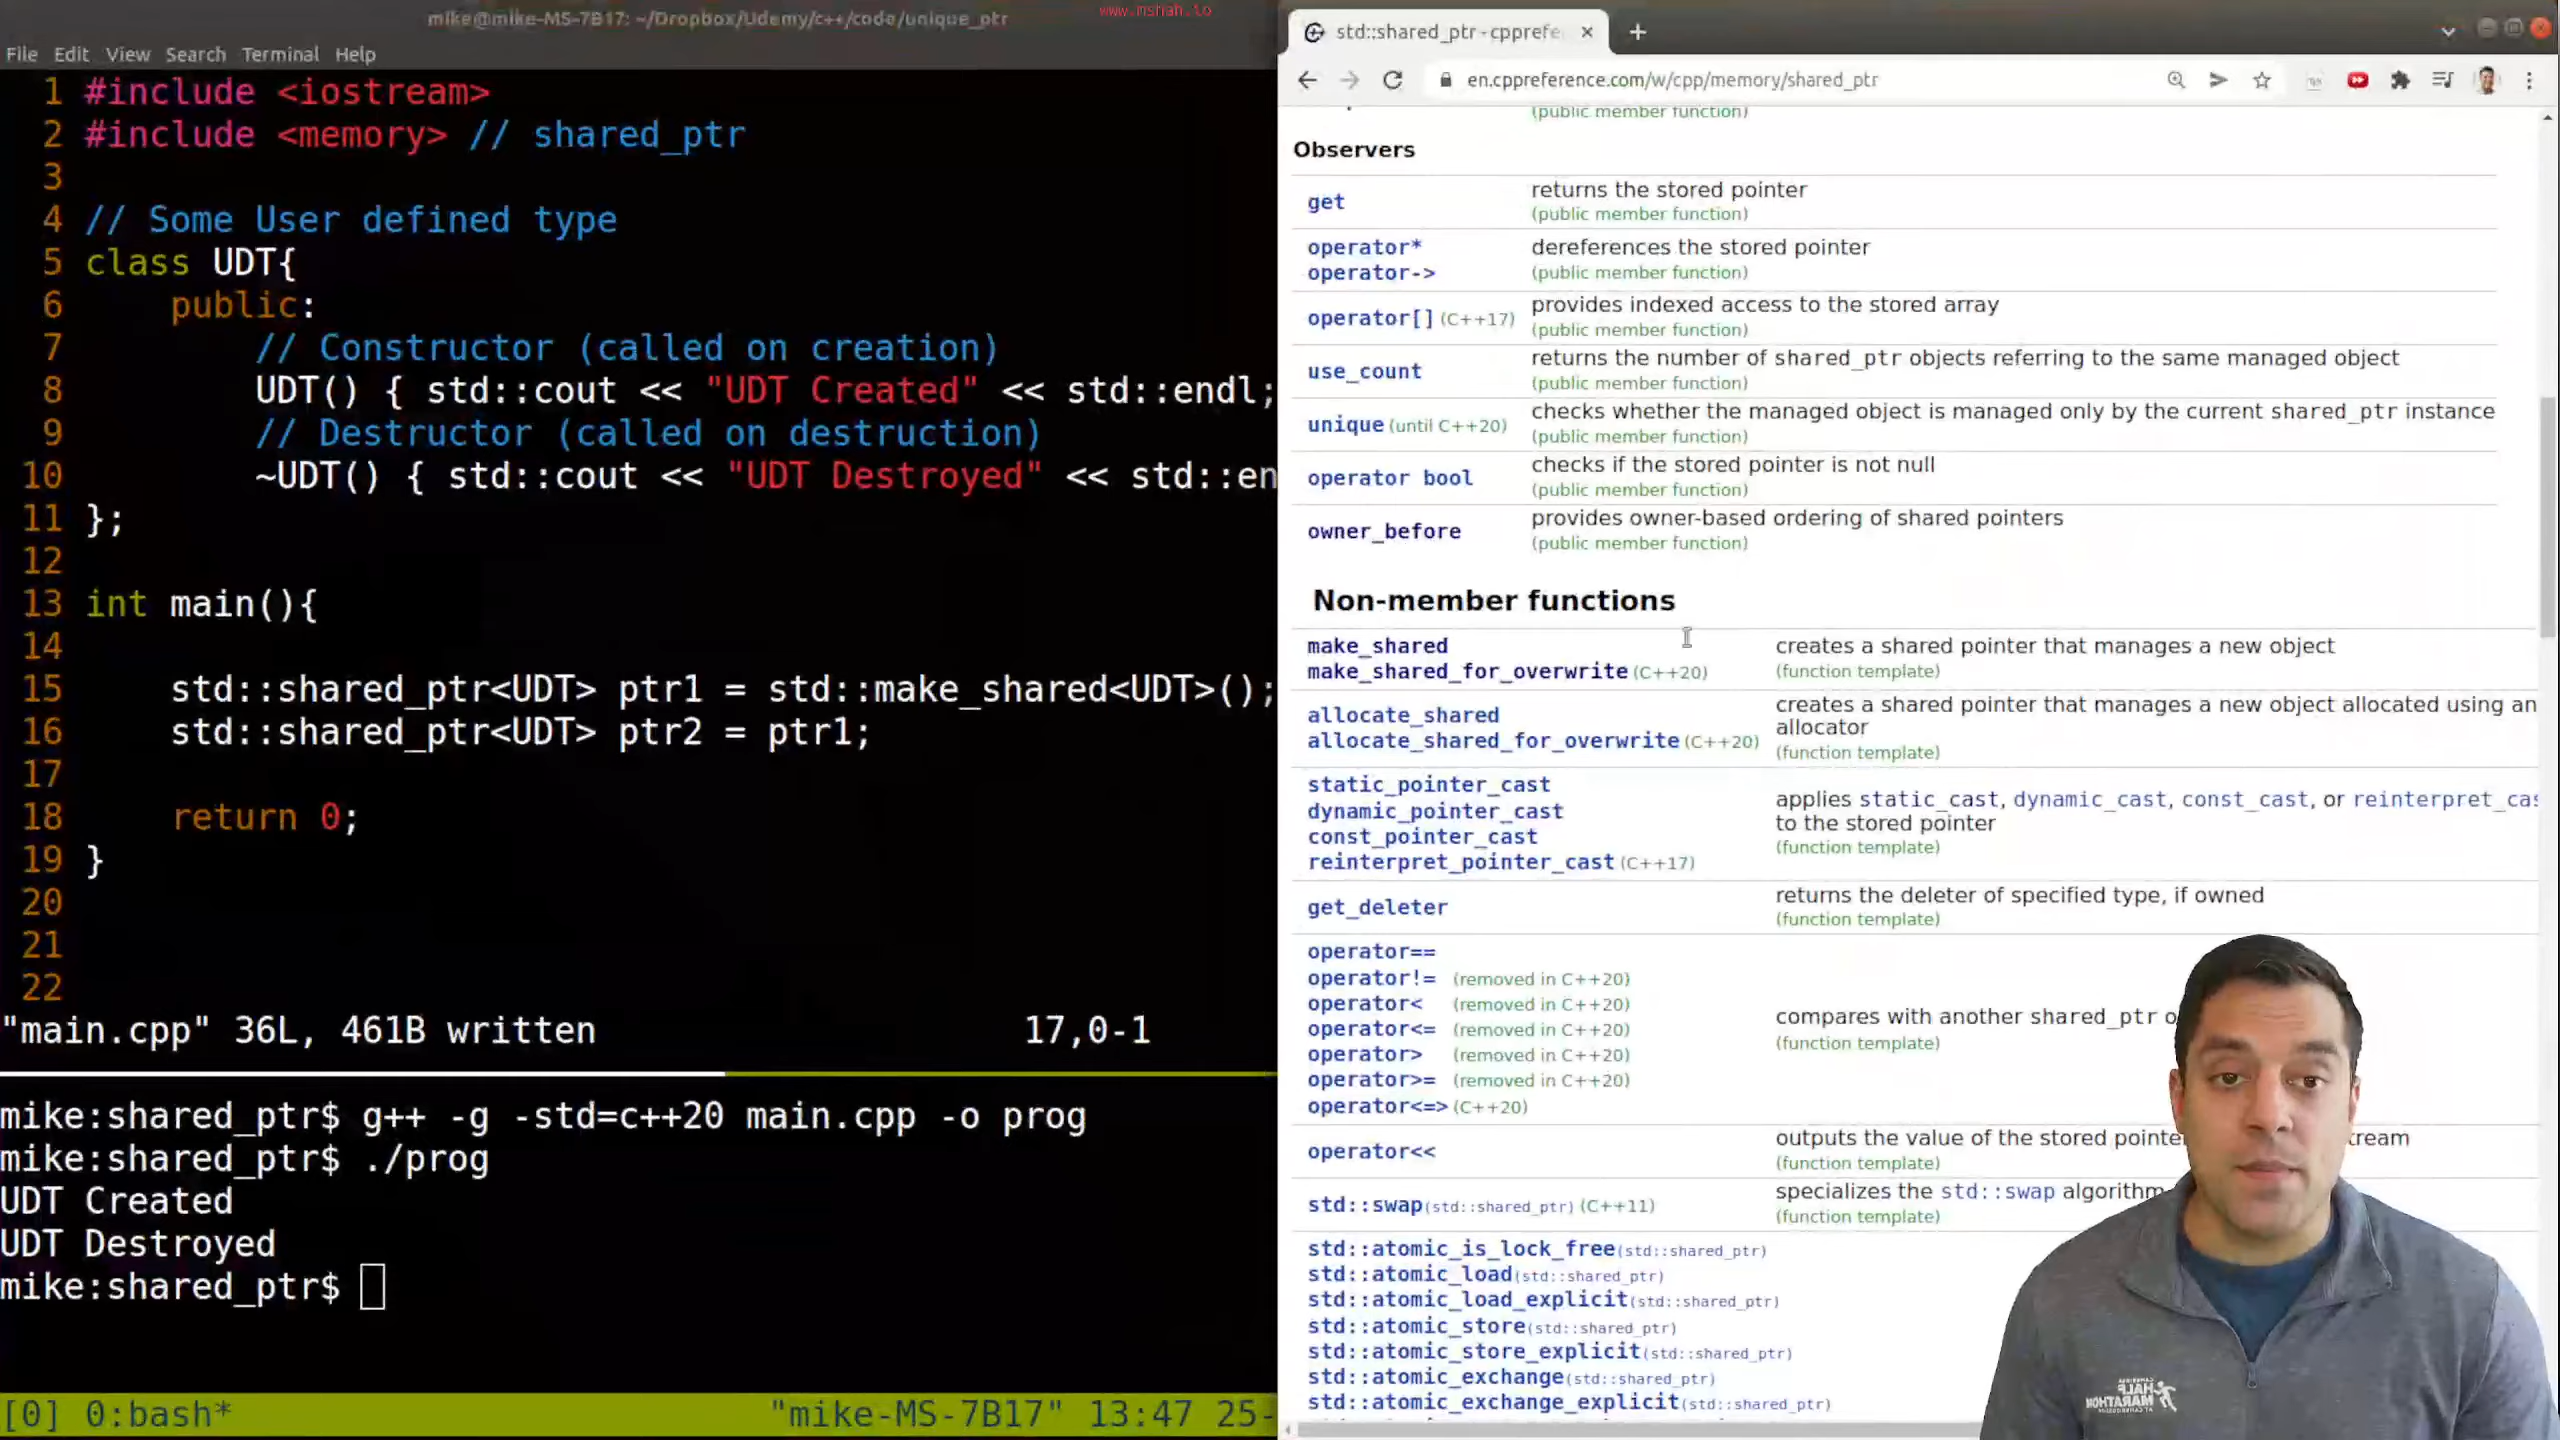 mike@mike-MS-7B17: ~/Dropbox/Udemy/c++/code/unique_ptr
www.mshah.io
File Edit View Search Terminal Help
1 #include <iostream>
2 #include <memory> // shared_ptr
3
4 // Some User defined type
5 class UDT{
6 public:
7 // Constructor (called on creation)
8 UDT() { std::cout << "UDT Created" << std::endl;
9 // Destructor (called on destruction)
10 ~UDT() { std::cout << "UDT Destroyed" << std::en
11 };
12
13 int main(){
14
15 std::shared_ptr<UDT> ptr1 = std::make_shared<UDT>();
16 std::shared_ptr<UDT> ptr2 = ptr1;
17
18 return 0;
19 }
20
21
22
"main.cpp" 36L, 461B written 17,0-1
mike:shared_ptr$ g++ -g -std=c++20 main.cpp -o prog
mike:shared_ptr$ ./prog
UDT Created
UDT Destroyed
mike:shared_ptr$
[0] 0:bash* "mike-MS-7B17" 13:47 25-
std::shared_ptr - cpprefe
en.cppreference.com/w/cpp/memory/shared_ptr
(public member function)
Observers
get returns the stored pointer
(public member function)
operator* dereferences the stored pointer
operator-> (public member function)
operator[] (C++17) provides indexed access to the stored array
(public member function)
use_count returns the number of shared_ptr objects referring to the same managed object
(public member function)
unique (until C++20) checks whether the managed object is managed only by the current shared_ptr instance
(public member function)
operator bool checks if the stored pointer is not null
(public member function)
owner_before provides owner-based ordering of shared pointers
(public member function)
Non-member functions
make_shared creates a shared pointer that manages a new object
make_shared_for_overwrite (C++20) (function template)
allocate_shared creates a shared pointer that manages a new object allocated using an
allocate_shared_for_overwrite (C++20) allocator
(function template)
static_pointer_cast
dynamic_pointer_cast applies static_cast, dynamic_cast, const_cast, or reinterpret_cas
const_pointer_cast to the stored pointer
reinterpret_pointer_cast (C++17) (function template)
get_deleter returns the deleter of specified type, if owned
(function template)
operator==
operator!= (removed in C++20)
operator< (removed in C++20)
operator<= (removed in C++20) compares with another shared_ptr o
operator> (removed in C++20) (function template)
operator>= (removed in C++20)
operator<=> (C++20)
operator<< outputs the value of the stored pointe tream
(function template)
std::swap(std::shared_ptr) (C++11) specializes the std::swap algorithm
(function template)
std::atomic_is_lock_free(std::shared_ptr)
std::atomic_load(std::shared_ptr)
std::atomic_load_explicit(std::shared_ptr)
std::atomic_store(std::shared_ptr)
std::atomic_store_explicit(std::shared_ptr)
std::atomic_exchange(std::shared_ptr)
std::atomic_exchange_explicit(std::shared_ptr)
HALF
MARATHON